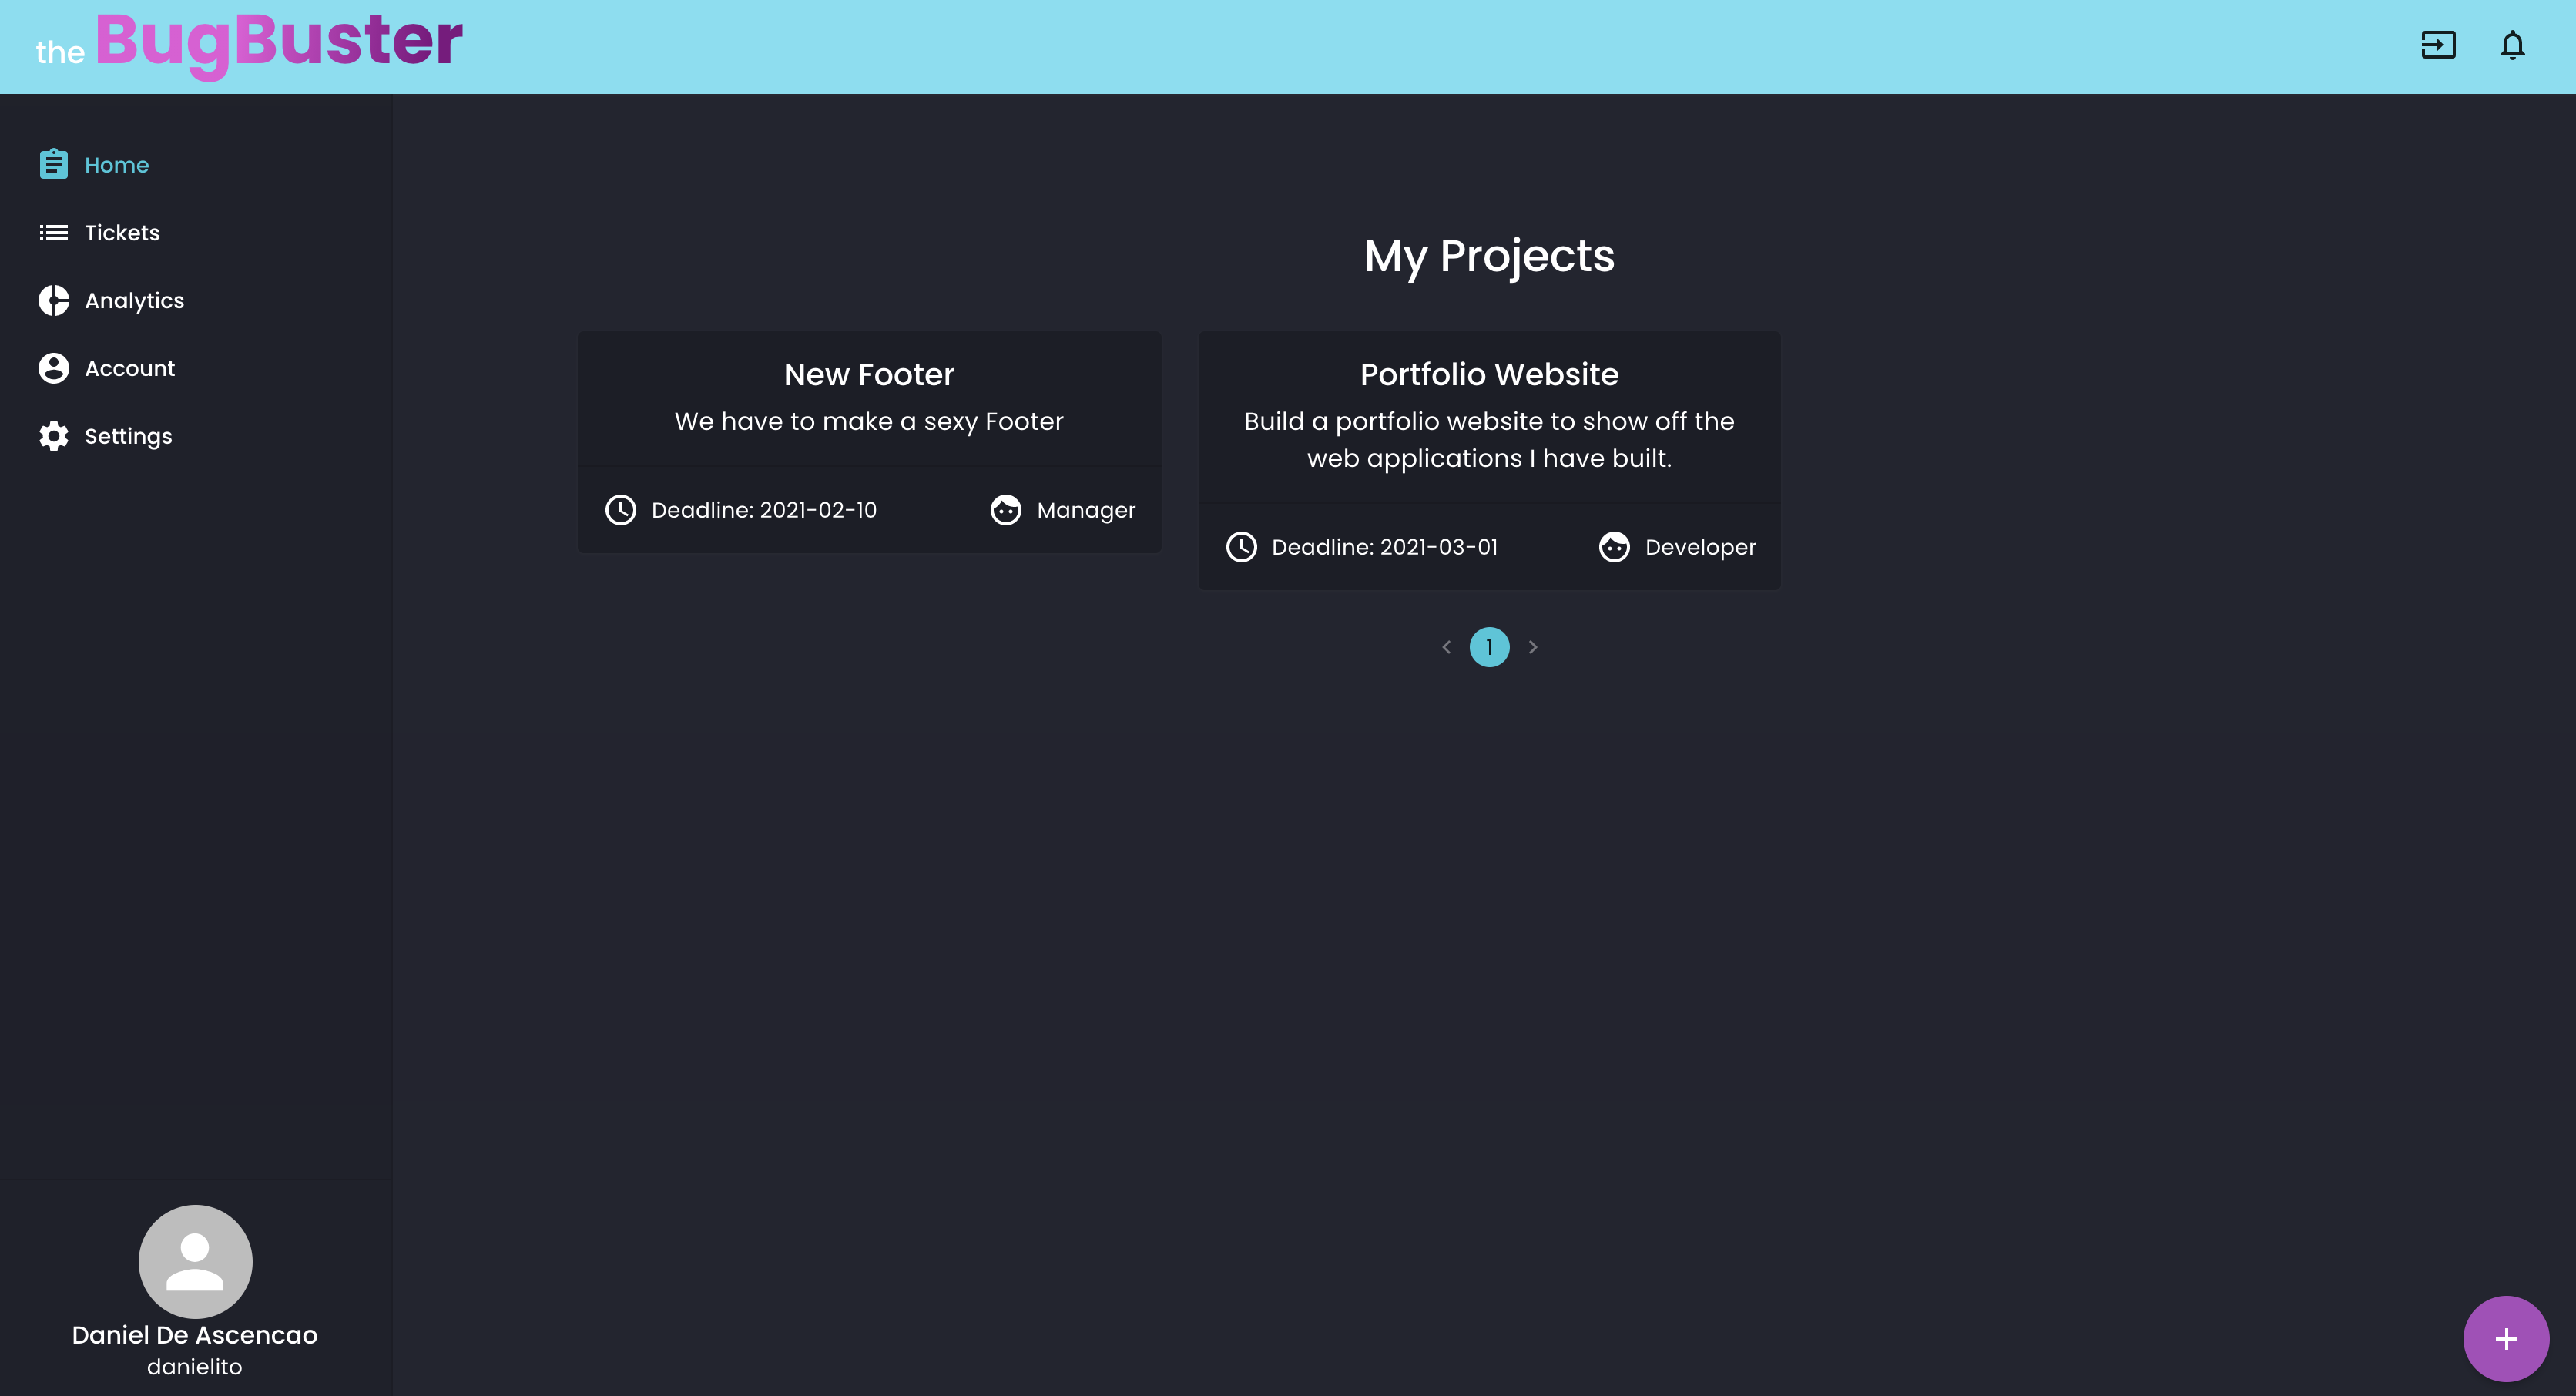 the BugBuster
Home
Tickets
Analytics
Account
Settings
My Projects
New Footer
We have to make a sexy Footer
Deadline: 2021-02-10
Manager
Portfolio Website
Build a portfolio website to show off the
web applications I have built.
Deadline: 2021-03-01
Developer
1
Daniel De Ascencao
danielito